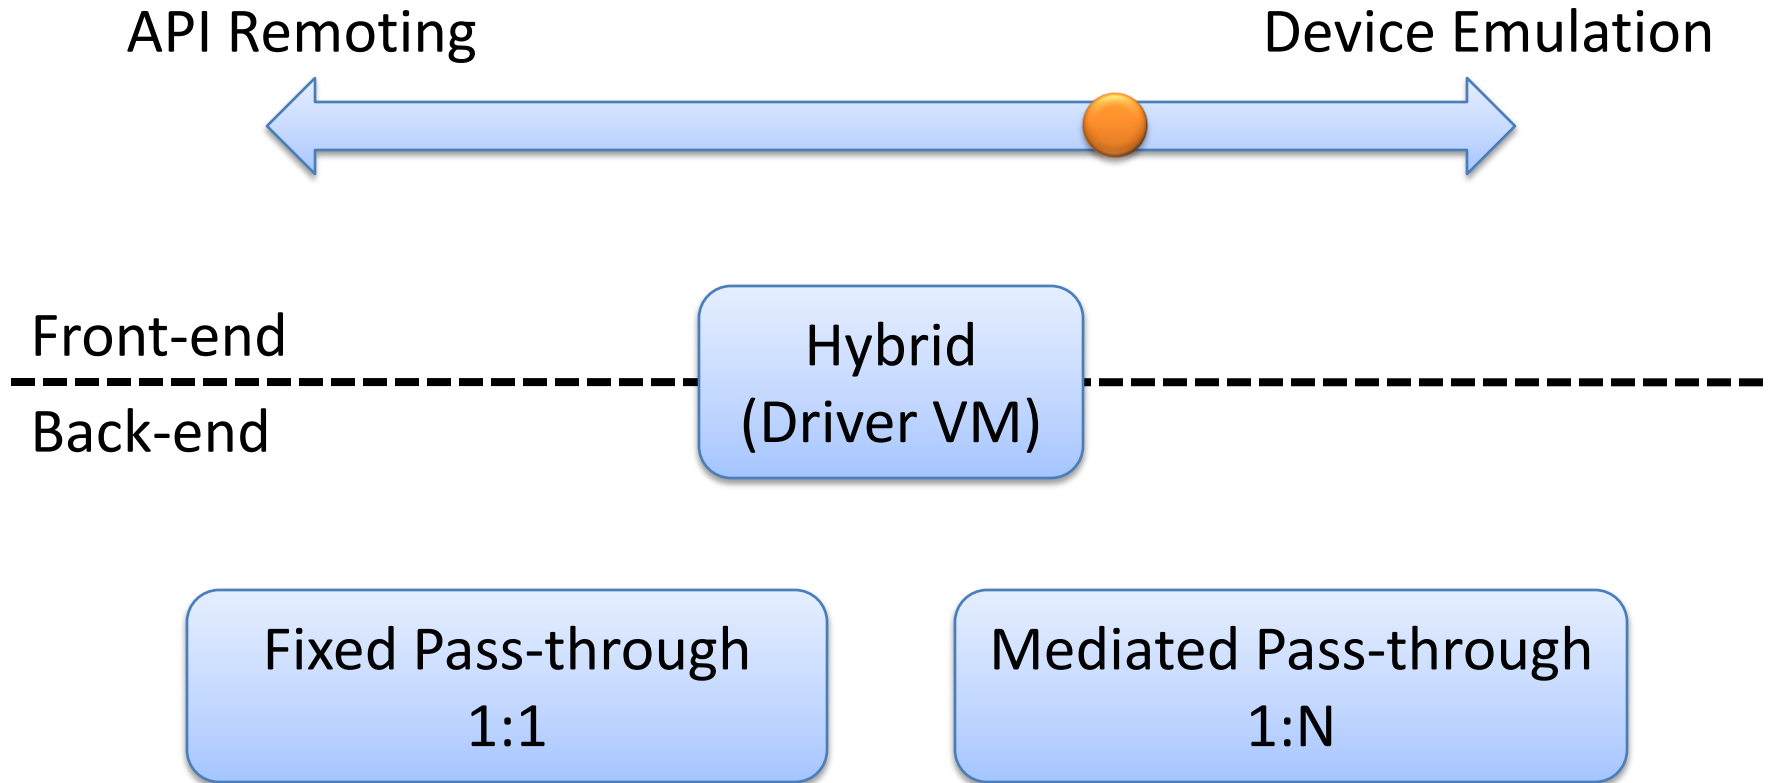 API Remoting
Device Emulation
Front-end
Back-end
Hybrid
(Driver VM)
Fixed Pass-through
1:1
Mediated Pass-through
1:N